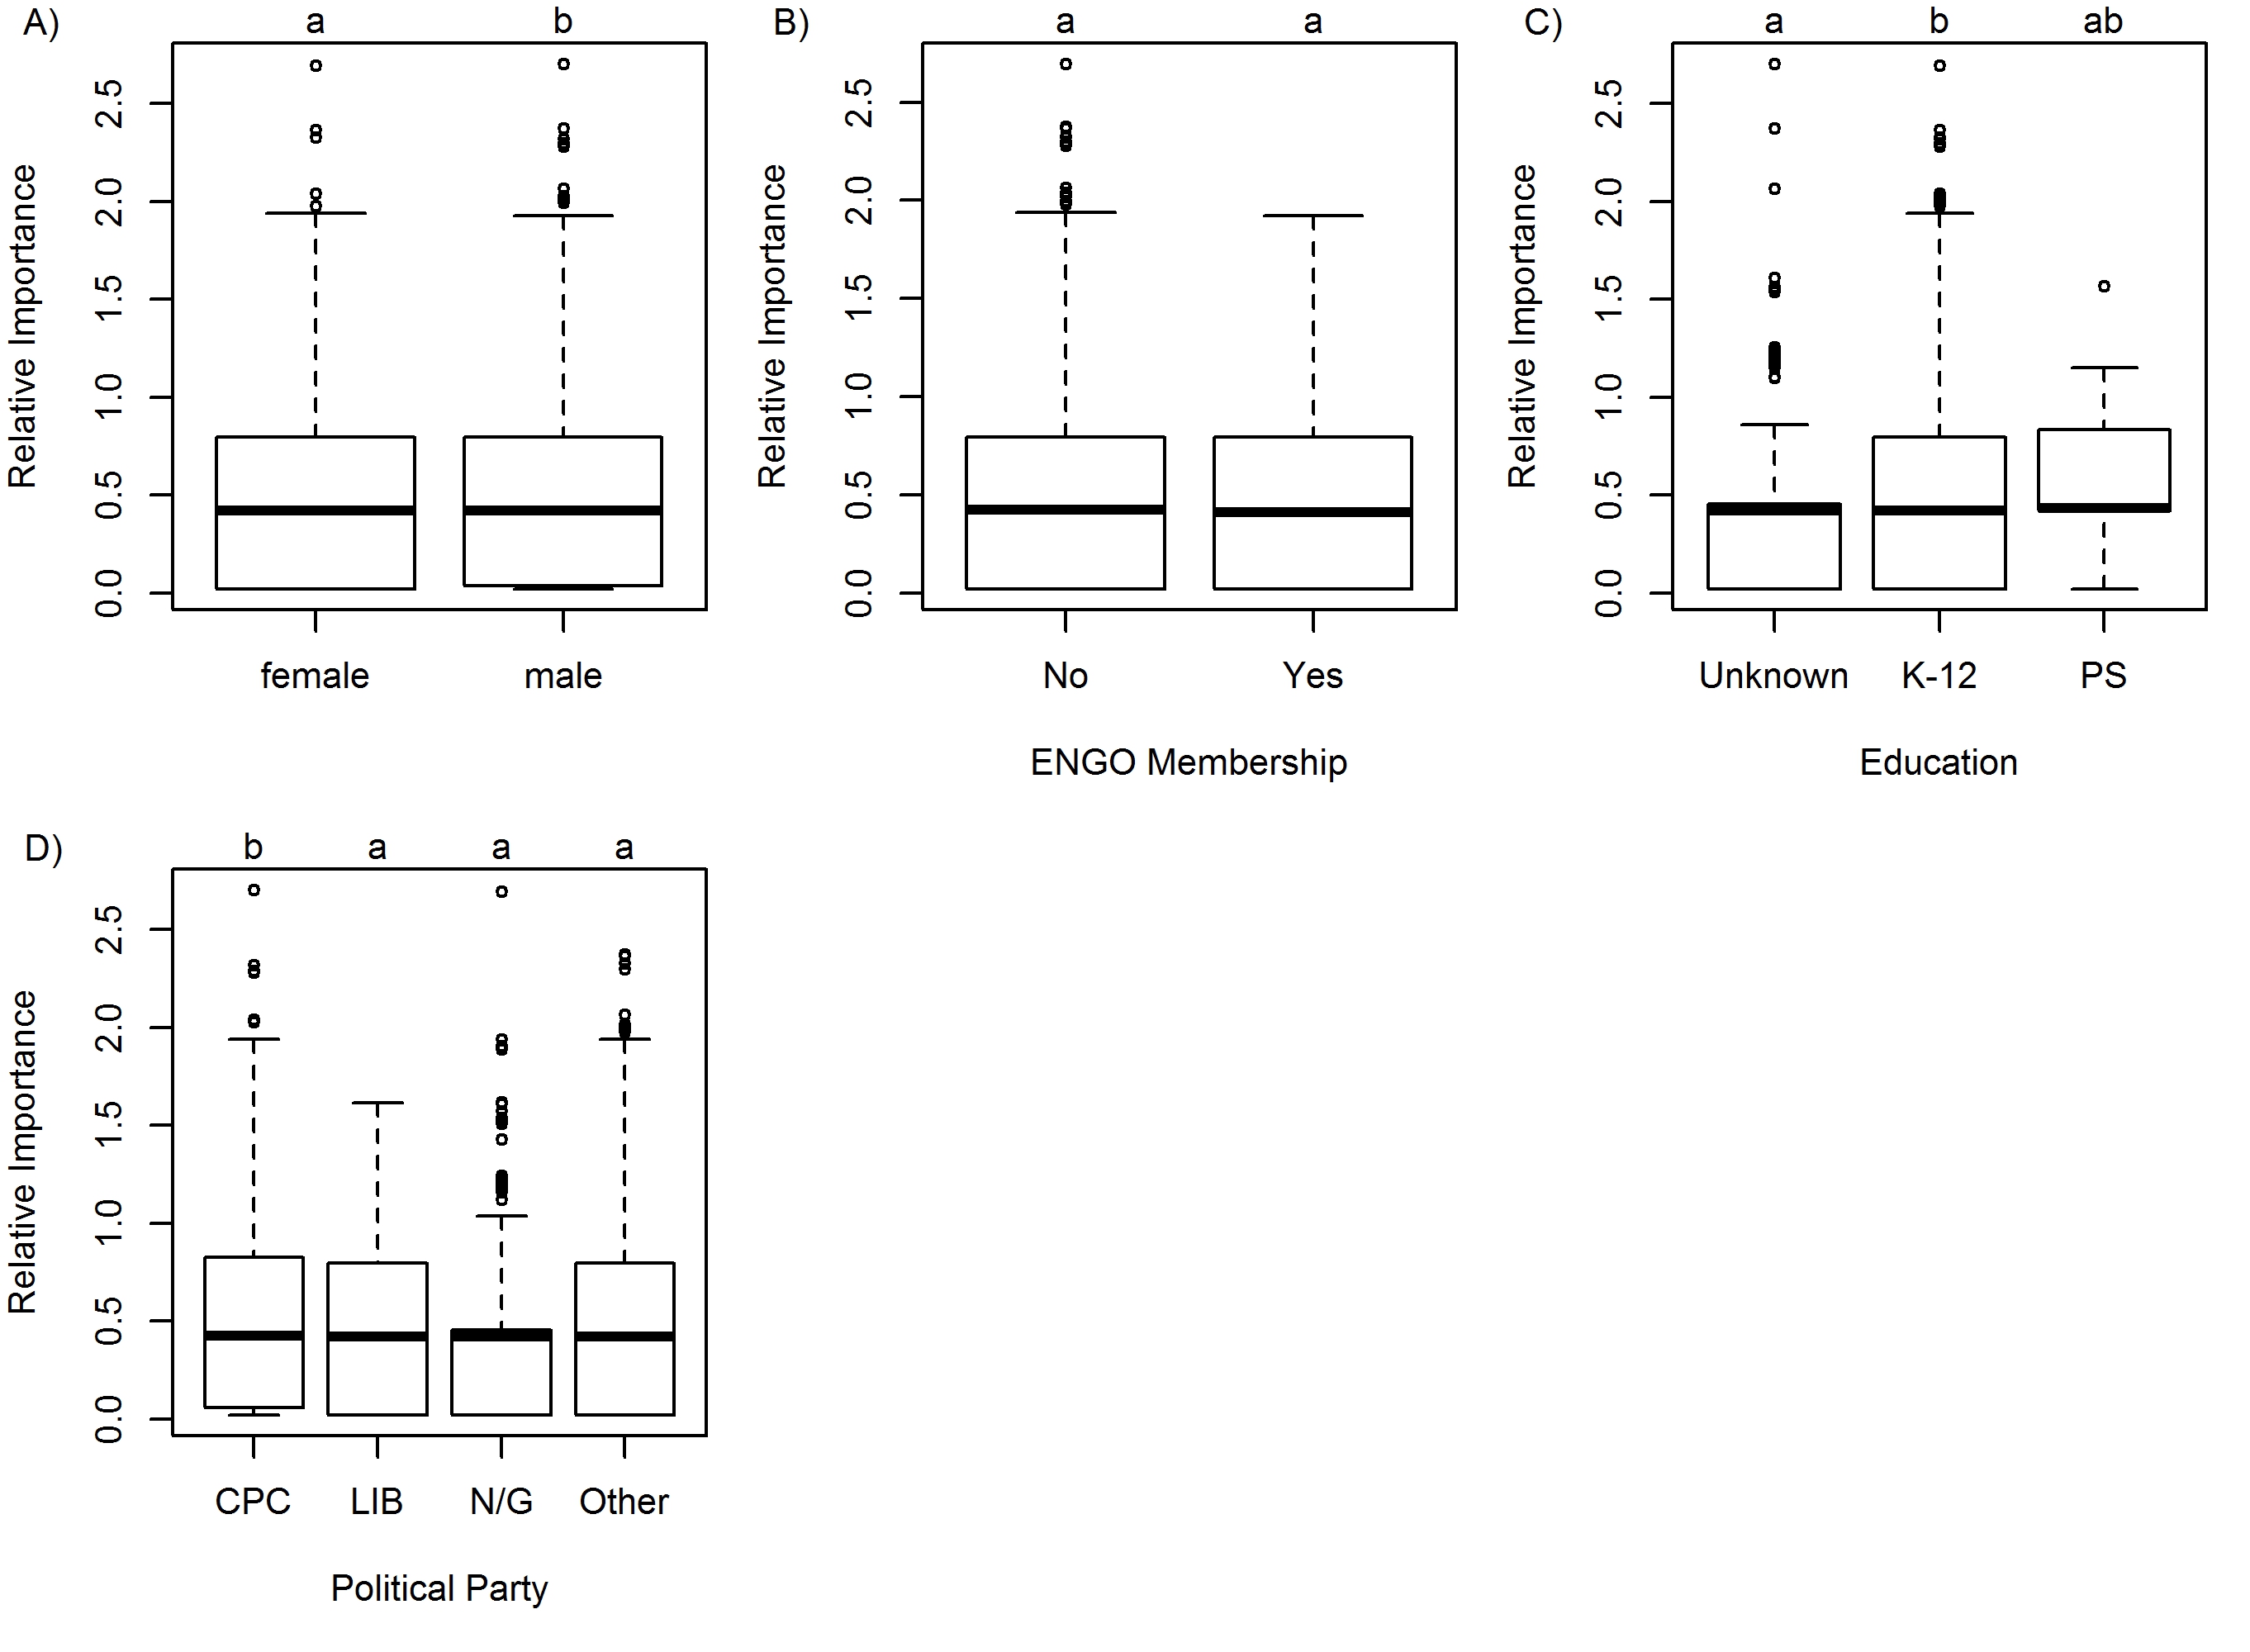 A) a b
Relative Importance
2.5
2.0
1.5
1.0
0.5
0.0
female male
B) a a
Relative Importance
2.5
2.0
1.5
1.0
0.5
0.0
No Yes
ENGO Membership
C) a b ab
Relative Importance
2.5
2.0
1.5
1.0
0.5
0.0
Unknown K-12 PS
Education
D) b a a a
Relative Importance
2.5
2.0
1.5
1.0
0.5
0.0
CPC LIB N/G Other
Political Party